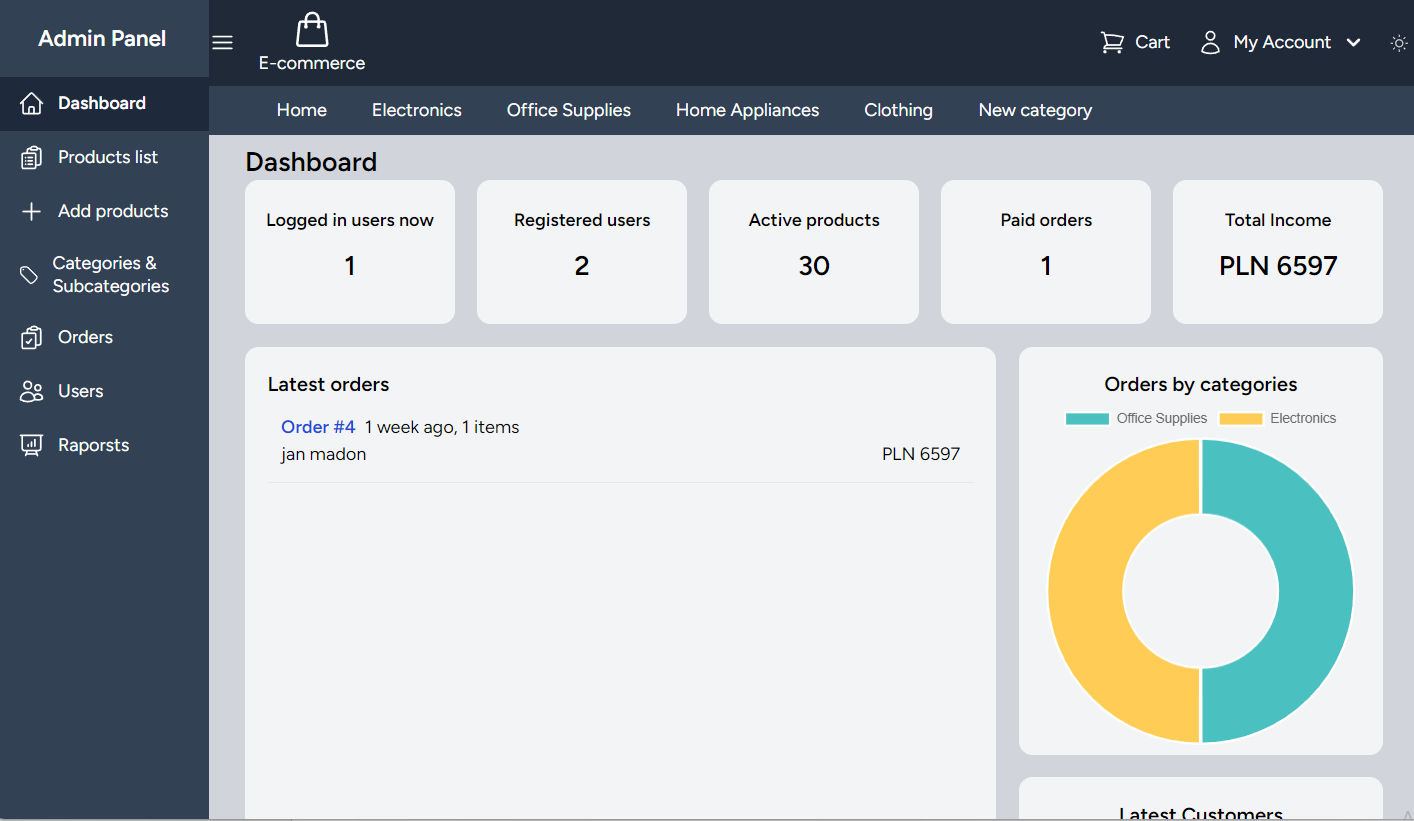 Admin Panel
E-commerce
Cart
My Account
Dashboard
Products list
Add products
Categories &
Subcategories
Orders
Users
Raporsts
Home
Electronics
Office Supplies
Home Appliances
Clothing
New category
Dashboard
Logged in users now
1
Registered users
2
Active products
30
Paid orders
1
Total Income
PLN 6597
Latest orders
Order #4 1 week ago, 1 items
jan madon
PLN 6597
Orders by categories
Office Supplies
Electronics
Latest Customers